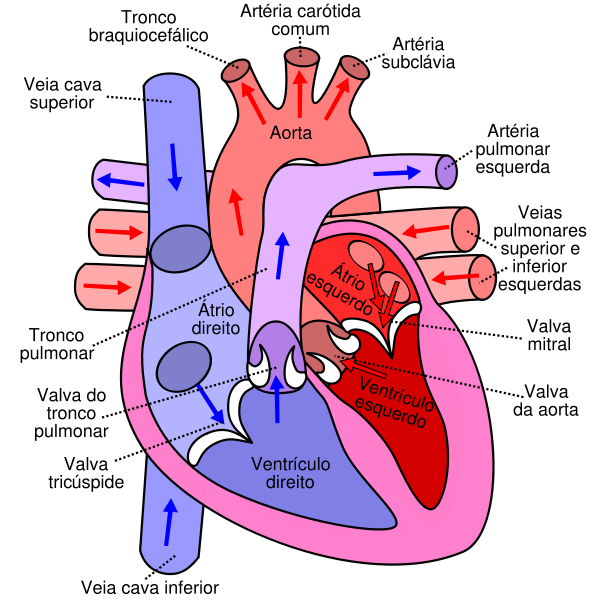 Tronco
braquiocefálico
Artéria carótida
comum
Artéria
subclávia
Veia cava
superior
Aorta
Artéria
pulmonar
esquerda
Veias
pulmonares
superior e
inferior
esquerdas
Átrio
esquerdo
Átrio
direito
Tronco
pulmonar
Valva
mitral
Valva do
tronco
pulmonar
Ventrículo
esquerdo
Valva
da aorta
Valva
tricúspide
Ventrículo
direito
Veia cava inferior